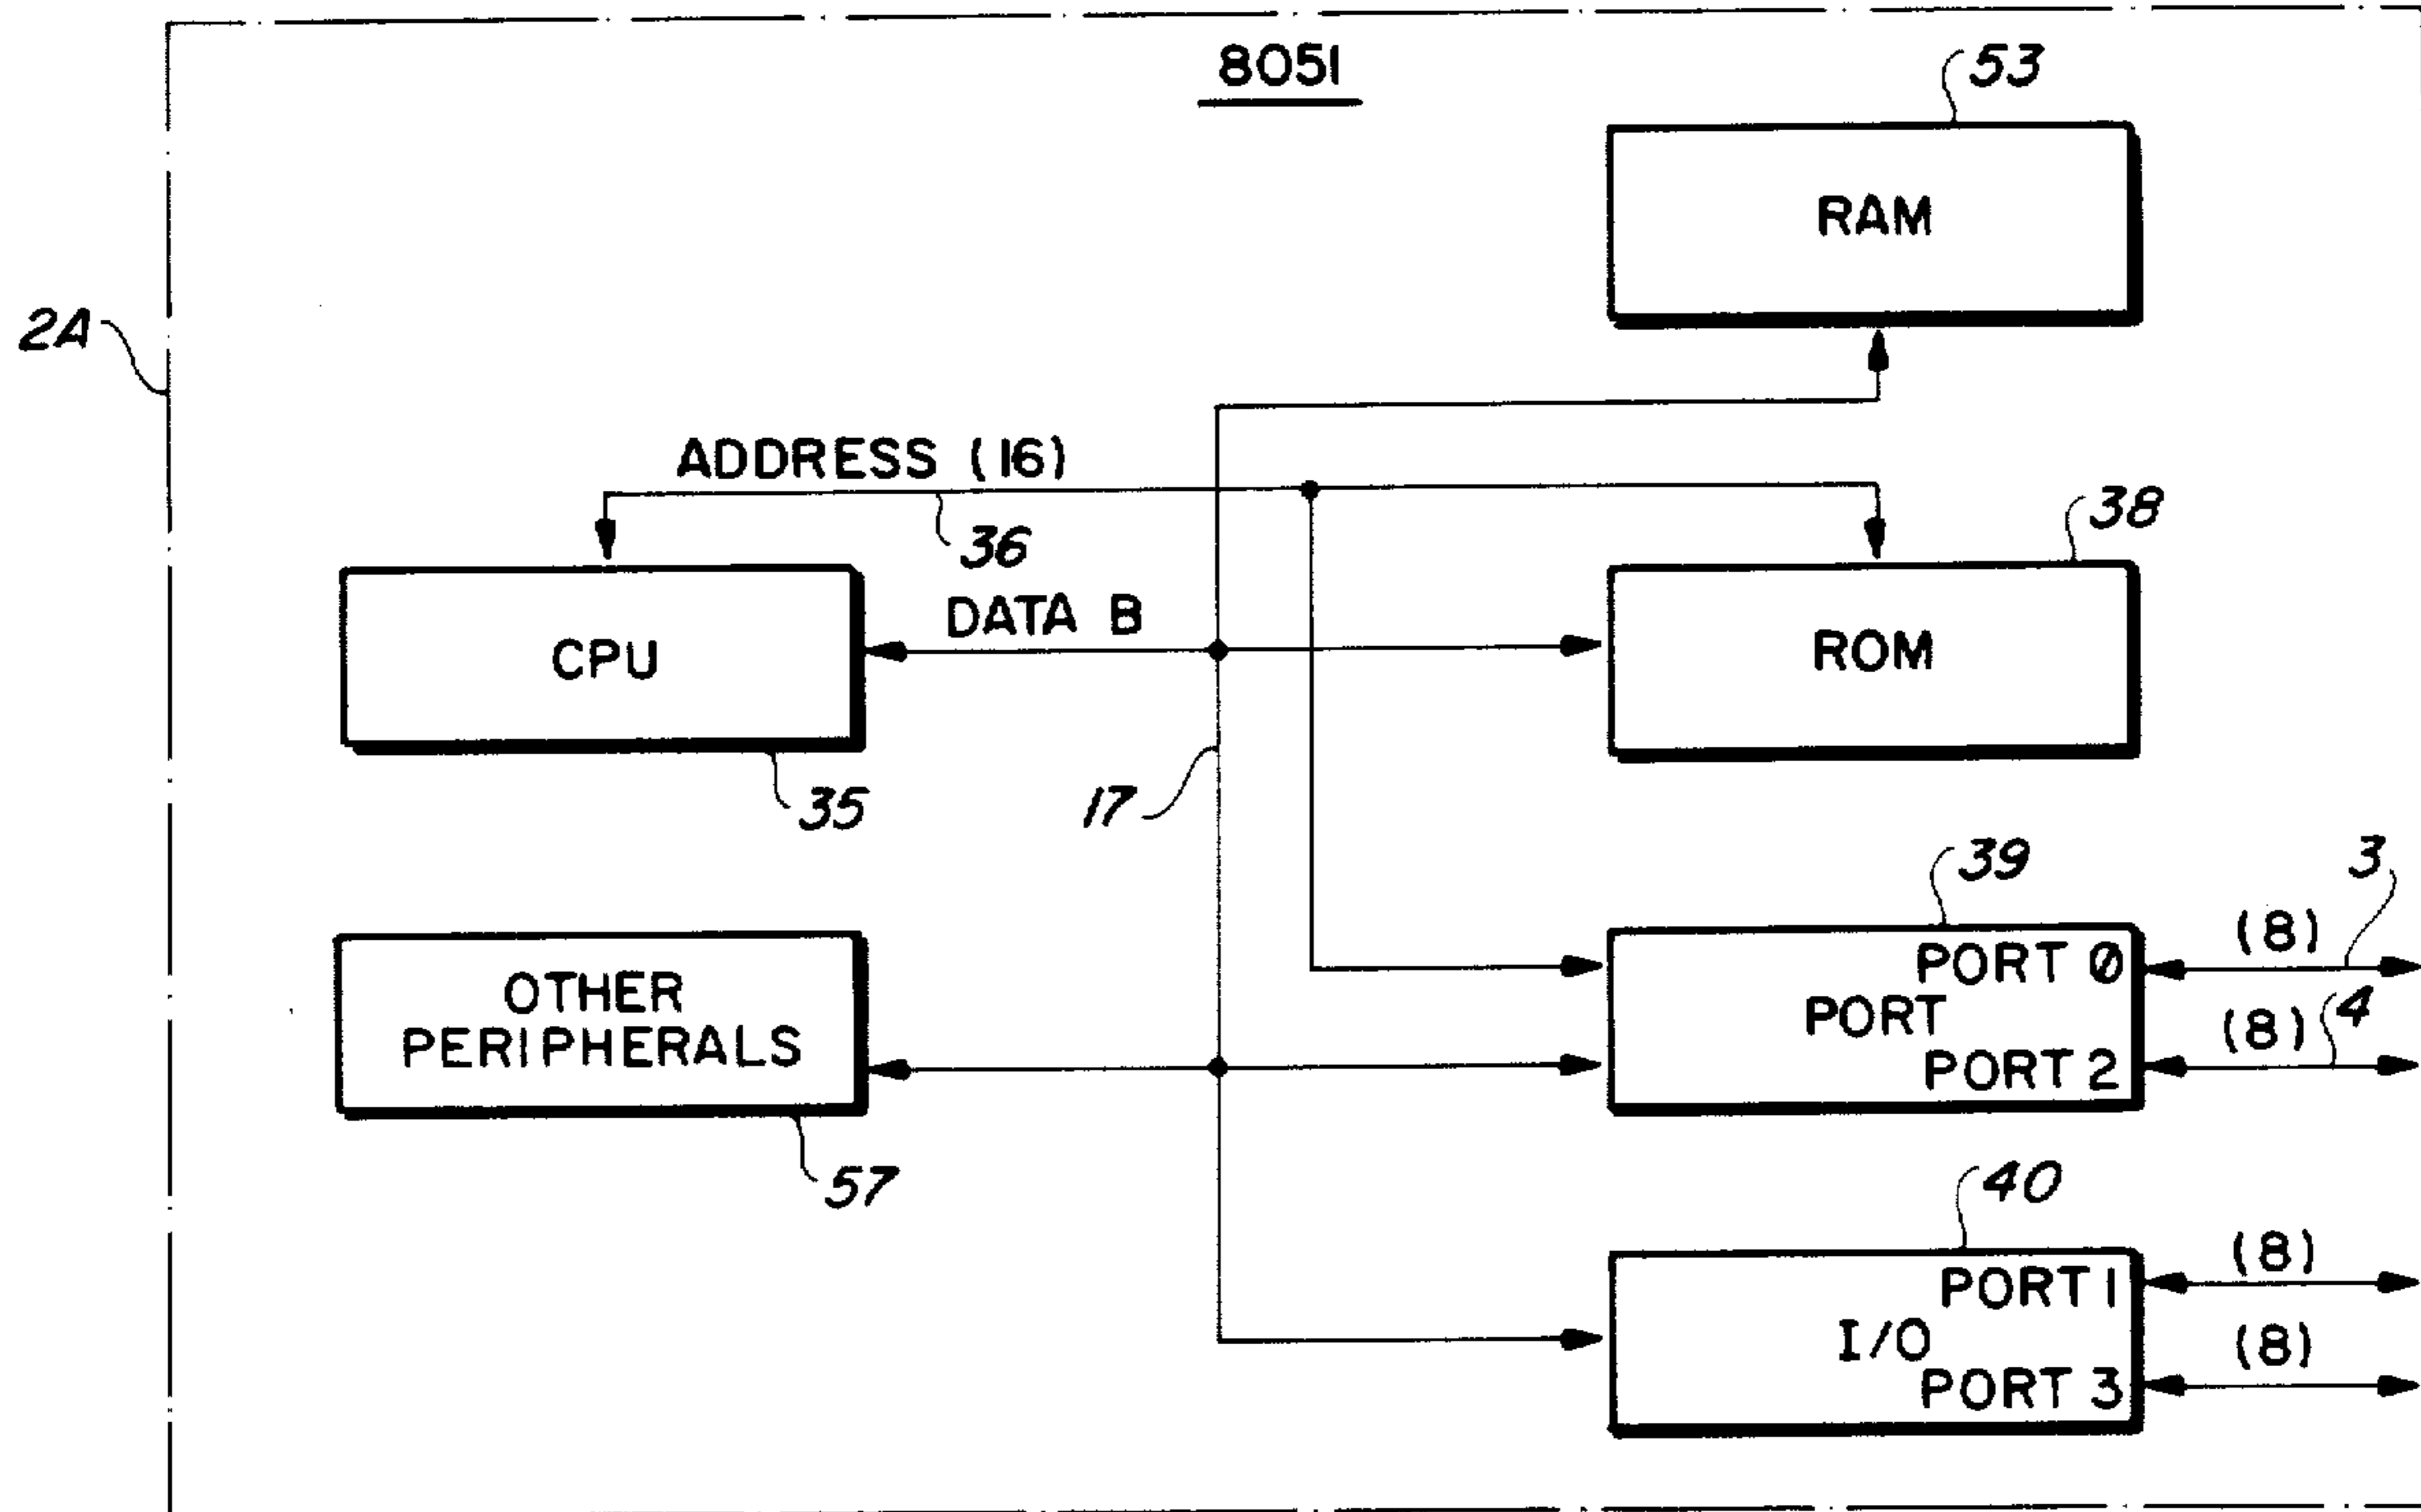 8051
53
RAM
2A
ADDRESS (16)
36
38
DATA B
CPU
ROM
17
35
39
3
(8)
PORT 0
OTHER
PERIPHERALS
PORT
4
(8)
PORT 2
57
40
(8)
PORT 1
I/O
(8)
PORT 3